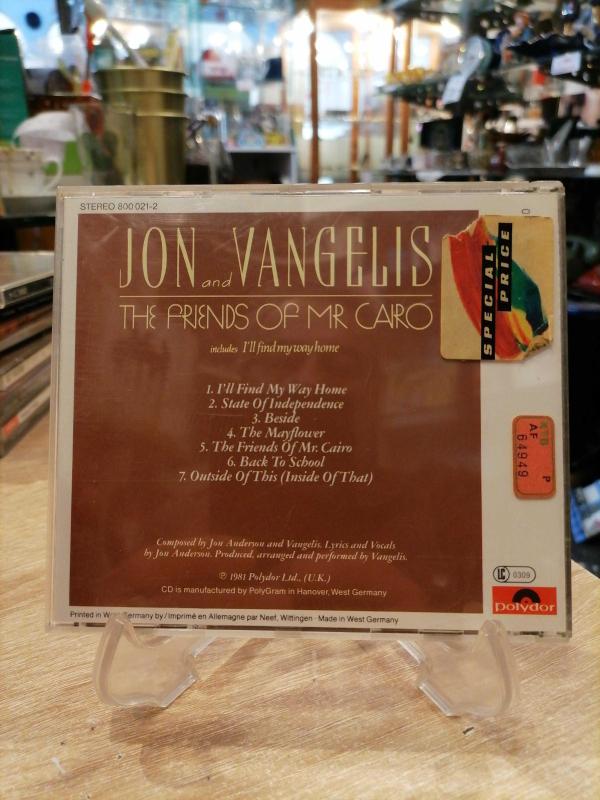 STEREO 800 021-2
JON and VANGELIS
THE FRIENDS OF MR CAIRO
includes I'll find my way home
SPECIAL
PRICE
1. I'll Find My Way Home
2. State Of Independence
3. Beside
4. The Mayflower
5. The Friends Of Mr. Cairo
6. Back To School
7. Outside Of This (Inside Of That)
P
AF
64949
Composed by Jon Anderson and Vangelis. Lyrics and Vocals
by Jon Anderson. Produced, arranged and performed by Vangelis.
℗ 1981 Polydor Ltd., (U.K.)
CD is manufactured by PolyGram in Hanover, West Germany
LC 0309
polydor
Printed in West Germany by / Imprimé en Allemagne par Neef, Wittingen · Made in West Germany